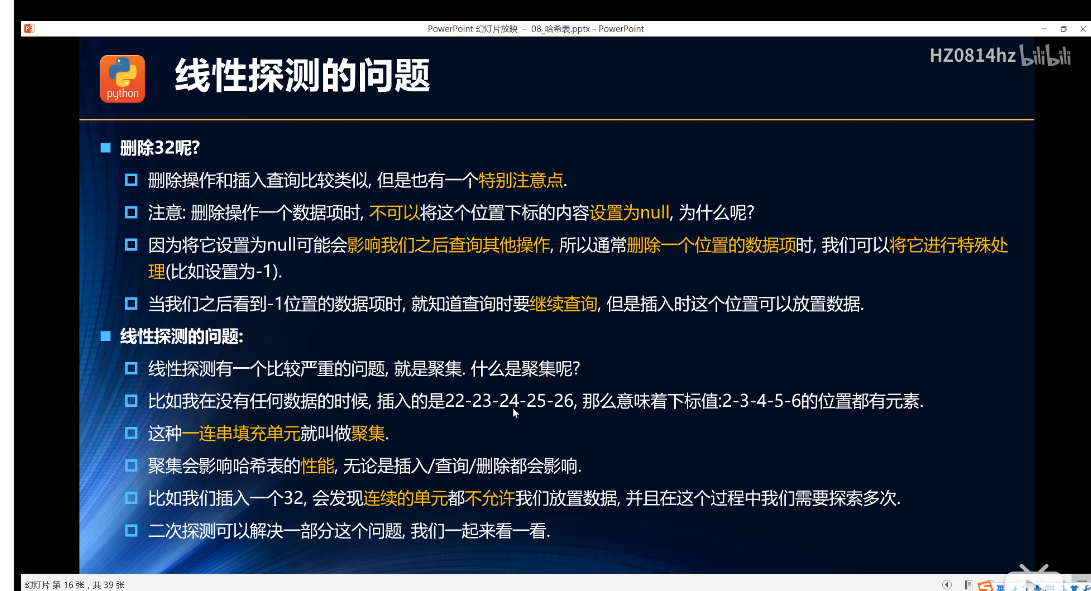 PowerPoint 幻灯片放映 - 08_哈希表.pptx - PowerPoint
HZ0814hz bilibili
python
线性探测的问题
删除32呢?
删除操作和插入查询比较类似, 但是也有一个特别注意点.
注意: 删除操作一个数据项时, 不可以将这个位置下标的内容设置为null, 为什么呢?
因为将它设置为null可能会影响我们之后查询其他操作, 所以通常删除一个位置的数据项时, 我们可以将它进行特殊处
理(比如设置为-1).
当我们之后看到-1位置的数据项时, 就知道查询时要继续查询, 但是插入时这个位置可以放置数据.
线性探测的问题:
线性探测有一个比较严重的问题, 就是聚集. 什么是聚集呢?
比如我在没有任何数据的时候, 插入的是22-23-24-25-26, 那么意味着下标值:2-3-4-5-6的位置都有元素.
这种一连串填充单元就叫做聚集.
聚集会影响哈希表的性能, 无论是插入/查询/删除都会影响.
比如我们插入一个32, 会发现连续的单元都不允许我们放置数据, 并且在这个过程中我们需要探索多次.
二次探测可以解决一部分这个问题, 我们一起来看一看.
幻灯片 第 16 张, 共 39 张
英